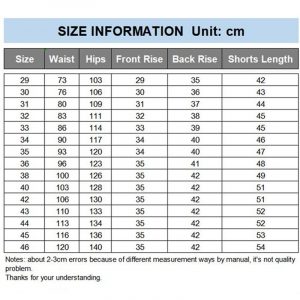 SIZE INFORMATION Unit: cm
Size Waist Hips Front Rise Back Rise Shorts Length
29 73 103 29 35 42
30 76 106 30 36 43
31 80 109 31 37 44
32 83 111 32 38 45
33 86 114 33 39 45
34 90 117 34 40 46
35 93 120 34 40 47
36 96 123 35 41 48
38 100 128 35 41 49
40 103 128 35 42 51
42 106 130 35 42 51
43 110 133 35 42 52
44 113 134 35 42 52
45 116 136 35 42 53
46 120 140 35 42 54
Notes: about 2-3cm errors because of different measurement ways by manual, it's not quality
problem.
Thanks for your understanding.